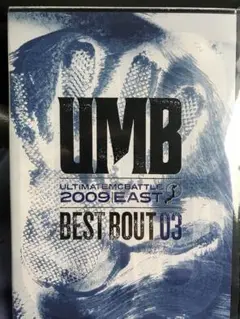 UMB
ULTIMATEMCBATTLE
2009 EAST
BEST BOUT 03